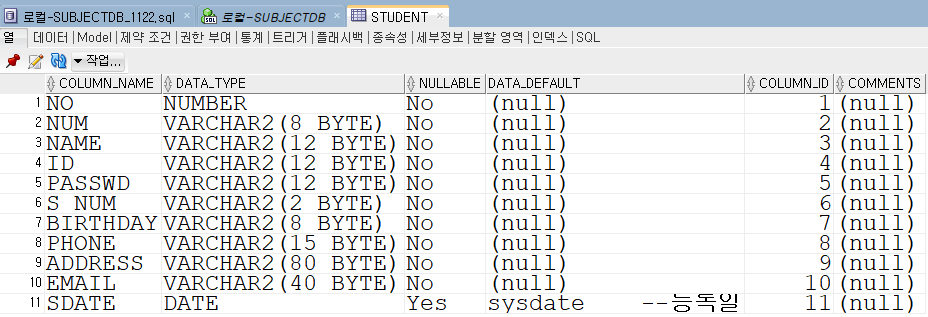 로컬-SUBJECTDB_1122.sql 로컬-SUBJECTDB STUDENT
열 데이터 | Model | 제약 조건 | 권한 부여 | 통계 | 트리거 | 플래시백 | 종속성 | 세부정보 | 분할 영역 | 인덱스 | SQL
작업...
COLUMN_NAME DATA_TYPE NULLABLE DATA_DEFAULT COLUMN_ID COMMENTS
1 NO NUMBER No (null) 1 (null)
2 NUM VARCHAR2(8 BYTE) No (null) 2 (null)
3 NAME VARCHAR2(12 BYTE) No (null) 3 (null)
4 ID VARCHAR2(12 BYTE) No (null) 4 (null)
5 PASSWD VARCHAR2(12 BYTE) No (null) 5 (null)
6 S_NUM VARCHAR2(2 BYTE) No (null) 6 (null)
7 BIRTHDAY VARCHAR2(8 BYTE) No (null) 7 (null)
8 PHONE VARCHAR2(15 BYTE) No (null) 8 (null)
9 ADDRESS VARCHAR2(80 BYTE) No (null) 9 (null)
10 EMAIL VARCHAR2(40 BYTE) No (null) 10 (null)
11 SDATE DATE Yes sysdate --등록일 11 (null)